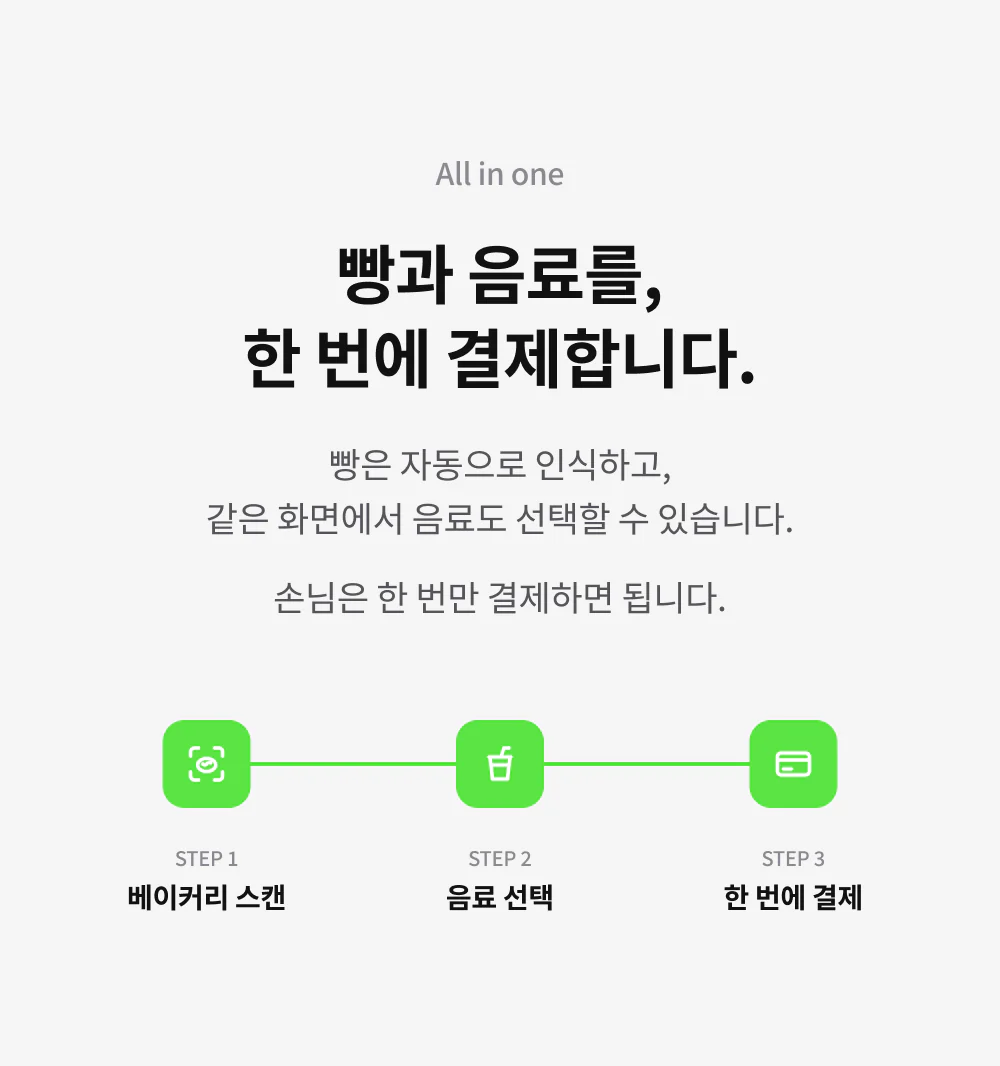 All in one
빵과 음료를,
한 번에 결제합니다.
빵은 자동으로 인식하고,
같은 화면에서 음료도 선택할 수 있습니다.
손님은 한 번만 결제하면 됩니다.
STEP 1
베이커리 스캔
STEP 2
음료 선택
STEP 3
한 번에 결제